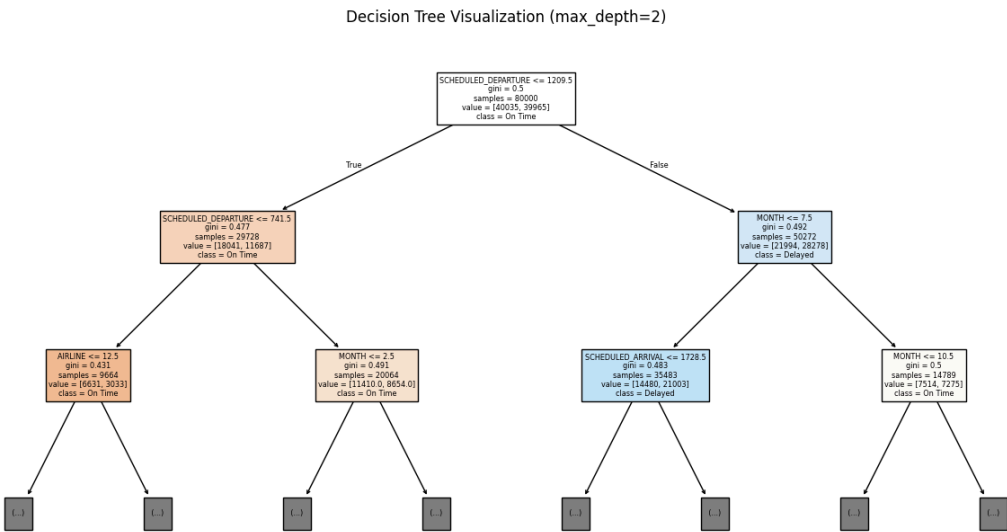 Decision Tree Visualization (max_depth=2)
SCHEDULED_DEPARTURE <= 1209.5
gini = 0.5
samples = 80000
value = [40035, 39965]
class = On Time
True
False
SCHEDULED_DEPARTURE <= 741.5
gini = 0.477
samples = 29728
value = [18041, 11687]
class = On Time
MONTH <= 7.5
gini = 0.492
samples = 50272
value = [21994, 28278]
class = Delayed
AIRLINE <= 12.5
gini = 0.431
samples = 9664
value = [6631, 3033]
class = On Time
MONTH <= 2.5
gini = 0.491
samples = 20064
value = [11410.0, 8654.0]
class = On Time
SCHEDULED_ARRIVAL <= 1728.5
gini = 0.483
samples = 35483
value = [14480, 21003]
class = Delayed
MONTH <= 10.5
gini = 0.5
samples = 14789
value = [7514, 7275]
class = On Time
(...)
(...)
(...)
(...)
(...)
(...)
(...)
(...)